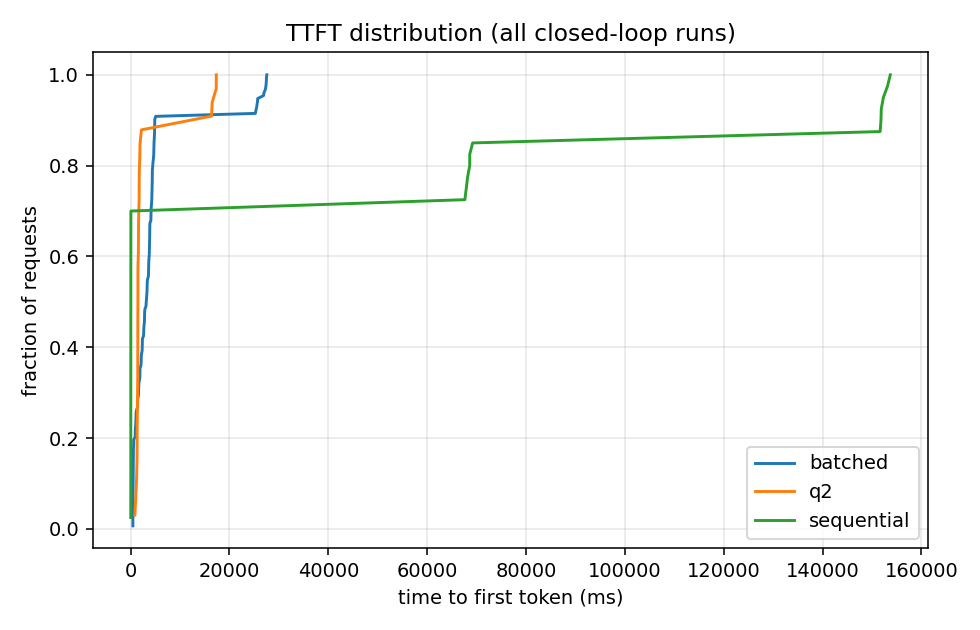 TTFT distribution (all closed-loop runs)
1.0
0.8
0.6
0.4
0.2
0.0
fraction of requests
batched
q2
sequential
0 20000 40000 60000 80000 100000 120000 140000 160000
time to first token (ms)